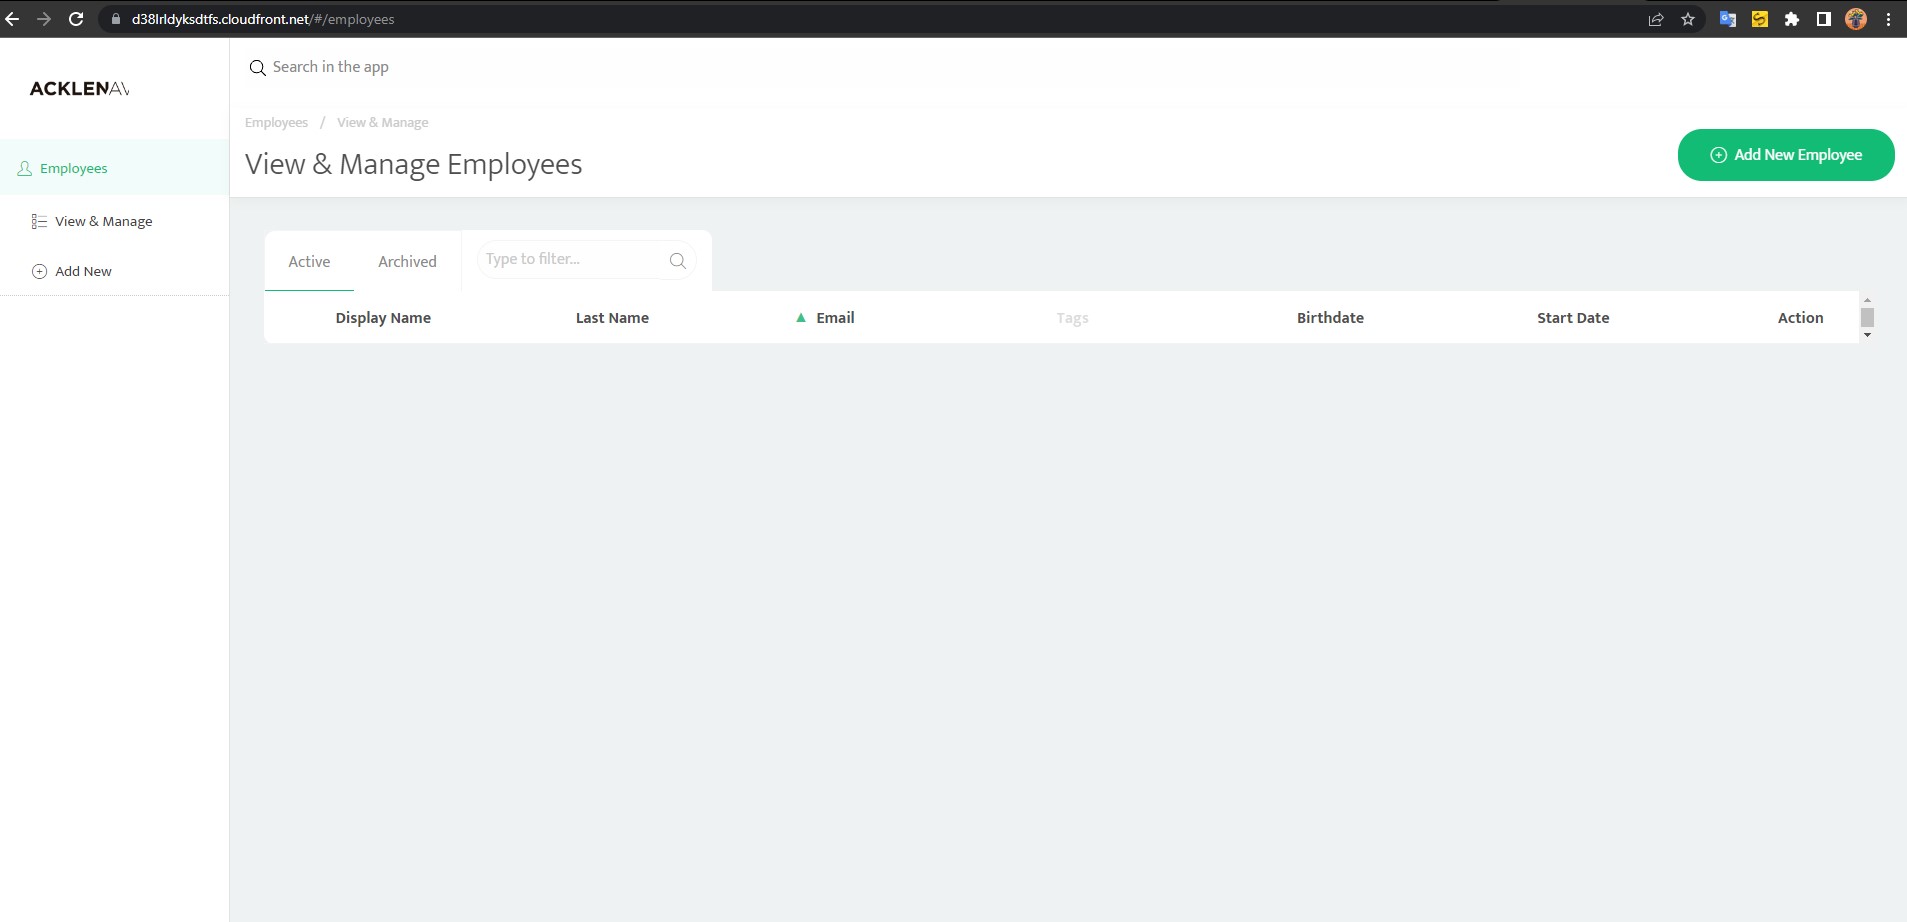 d38lrldyksdtfs.cloudfront.net/#/employees
ACKLENAV
Search in the app
Employees / View & Manage
View & Manage Employees
Add New Employee
Employees
View & Manage
Add New
Active Archived Type to filter...
Display Name Last Name ▲ Email Tags Birthdate Start Date Action